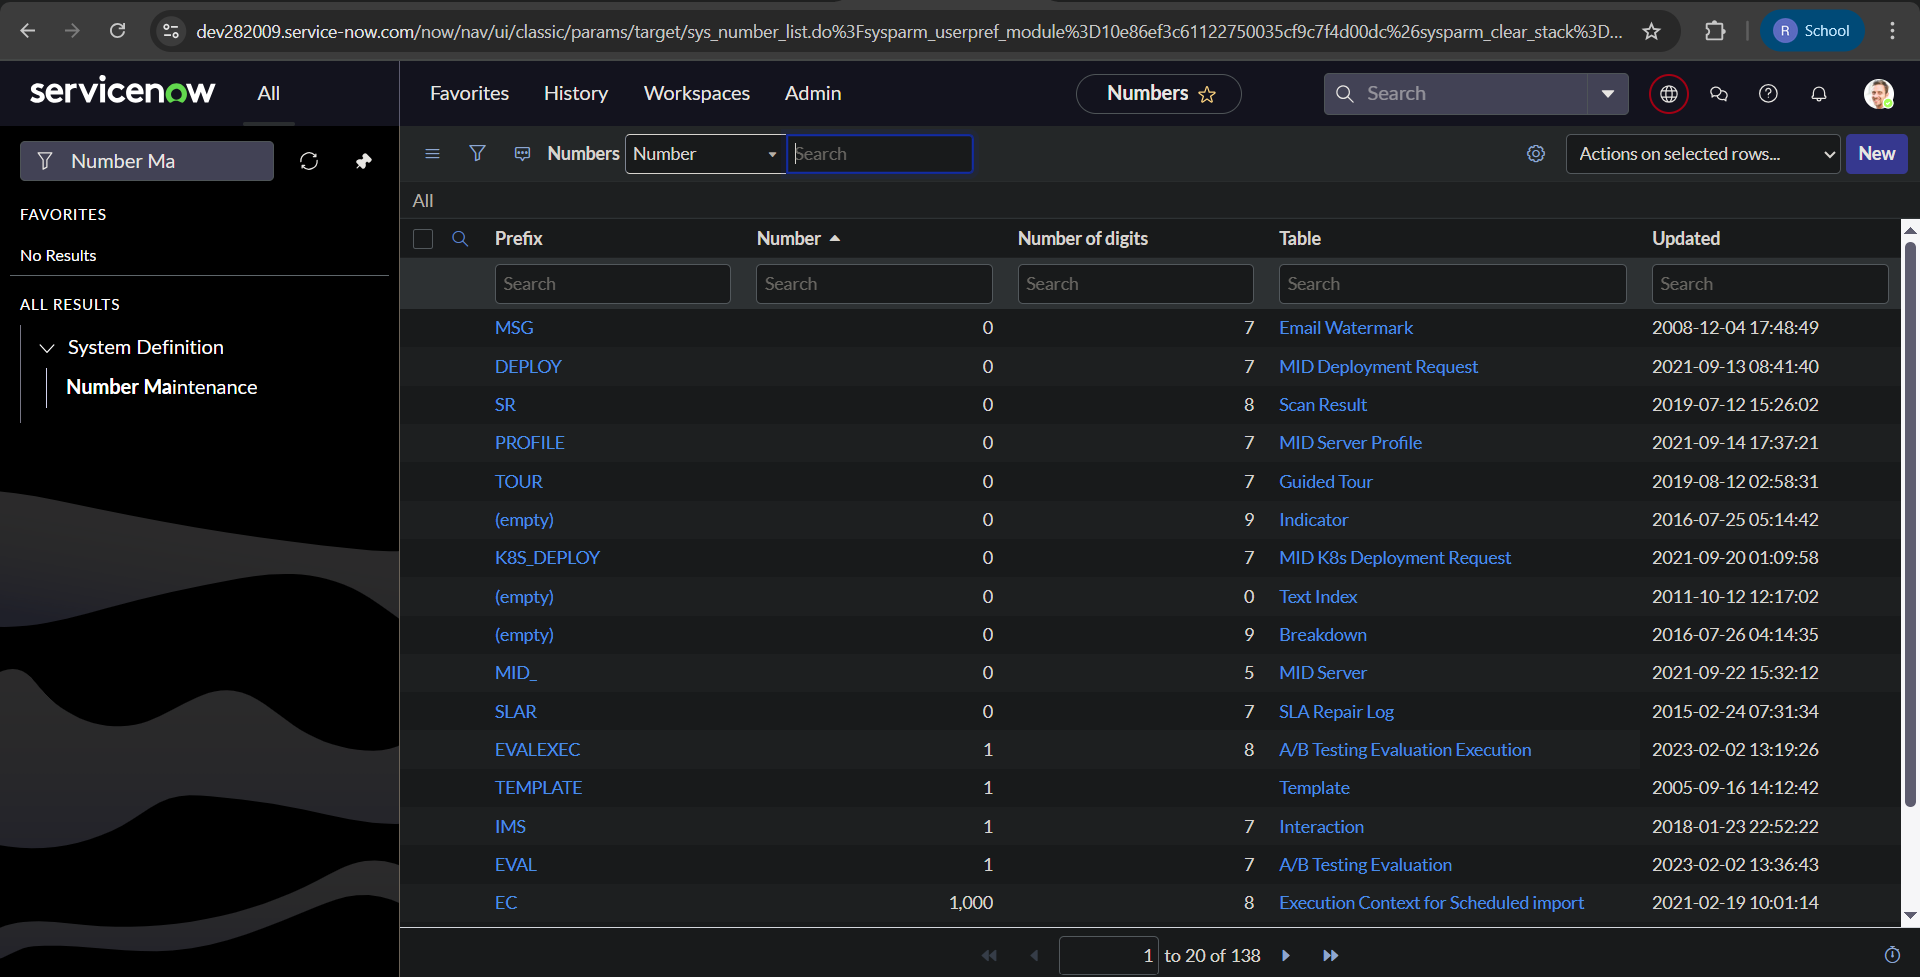 dev282009.service-now.com/now/nav/ui/classic/params/target/sys_number_list.do%3Fsysparm_userpref_module%3D10e86ef3c61122750035cf9c7f4d00dc%26sysparm_clear_stack%3D...
R School
servicenow All Favorites History Workspaces Admin Numbers Search
Number Ma
Numbers Number Search Actions on selected rows... New
All
FAVORITES
No Results
ALL RESULTS
System Definition
Number Maintenance
Prefix Number Number of digits Table Updated
Search Search Search Search Search
MSG 0 7 Email Watermark 2008-12-04 17:48:49
DEPLOY 0 7 MID Deployment Request 2021-09-13 08:41:40
SR 0 8 Scan Result 2019-07-12 15:26:02
PROFILE 0 7 MID Server Profile 2021-09-14 17:37:21
TOUR 0 7 Guided Tour 2019-08-12 02:58:31
(empty) 0 9 Indicator 2016-07-25 05:14:42
K8S_DEPLOY 0 7 MID K8s Deployment Request 2021-09-20 01:09:58
(empty) 0 0 Text Index 2011-10-12 12:17:02
(empty) 0 9 Breakdown 2016-07-26 04:14:35
MID_ 0 5 MID Server 2021-09-22 15:32:12
SLAR 0 7 SLA Repair Log 2015-02-24 07:31:34
EVALEXEC 1 8 A/B Testing Evaluation Execution 2023-02-02 13:19:26
TEMPLATE 1 Template 2005-09-16 14:12:42
IMS 1 7 Interaction 2018-01-23 22:52:22
EVAL 1 7 A/B Testing Evaluation 2023-02-02 13:36:43
EC 1,000 8 Execution Context for Scheduled import 2021-02-19 10:01:14
1 to 20 of 138